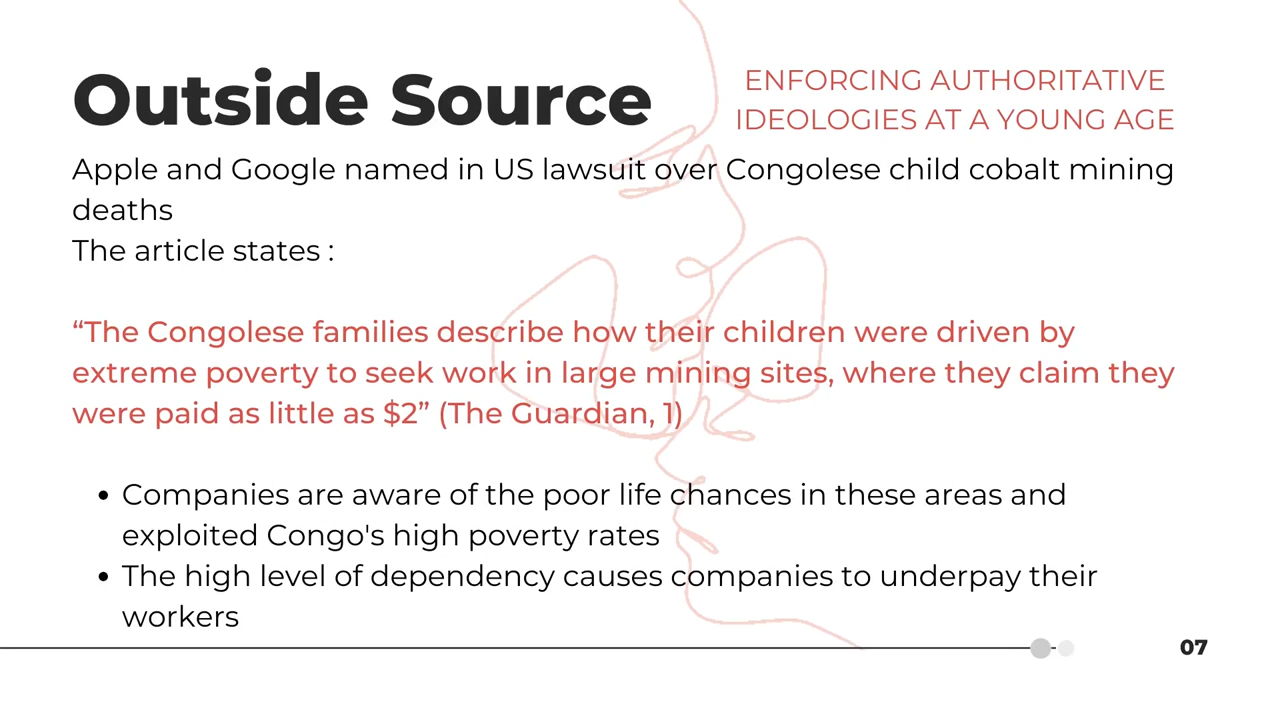 Outside Source
ENFORCING AUTHORITATIVE
IDEOLOGIES AT A YOUNG AGE
Apple and Google named in US lawsuit over Congolese child cobalt mining
deaths
The article states :
“The Congolese families describe how their children were driven by
extreme poverty to seek work in large mining sites, where they claim they
were paid as little as $2” (The Guardian, 1)
• Companies are aware of the poor life chances in these areas and
exploited Congo's high poverty rates
• The high level of dependency causes companies to underpay their
workers
07